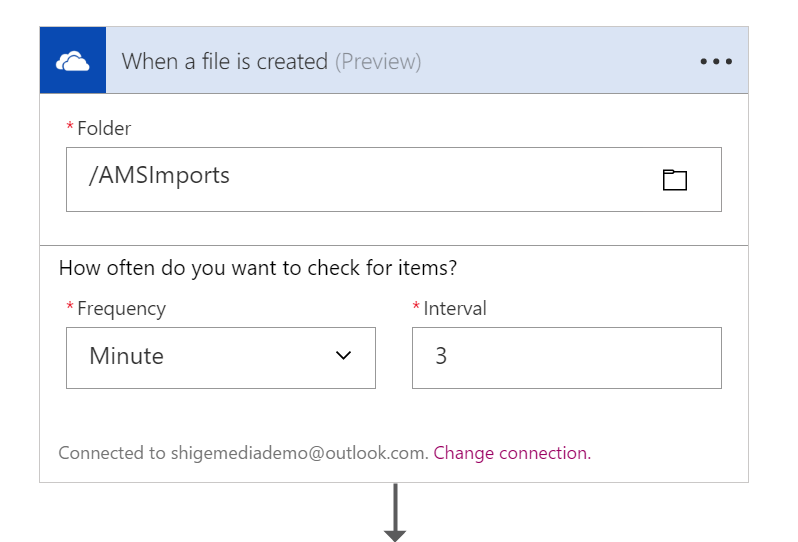 When a file is created (Preview)
* Folder
/AMSImports
How often do you want to check for items?
* Frequency
* Interval
Minute
3
Connected to shigemediademo@outlook.com. Change connection.